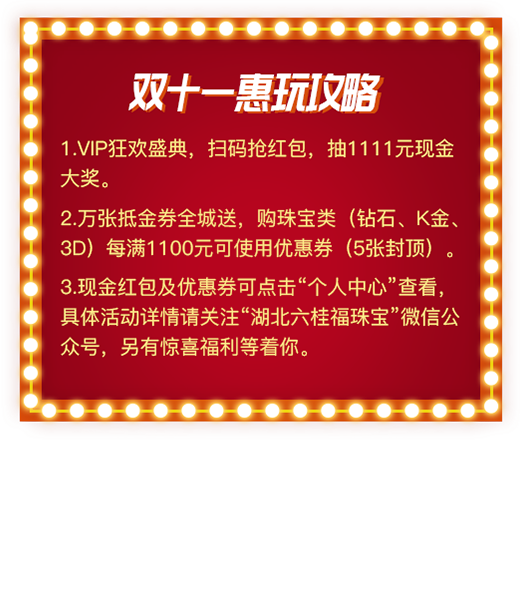 双十一惠玩攻略
1.VIP狂欢盛典，扫码抢红包，抽1111元现金
大奖。
2.万张抵金券全城送，购珠宝类（钻石、K金、
3D）每满1100元可使用优惠券（5张封顶）。
3.现金红包及优惠券可点击“个人中心”查看，
具体活动详情请关注“湖北六桂福珠宝”微信公
众号，另有惊喜福利等着你。